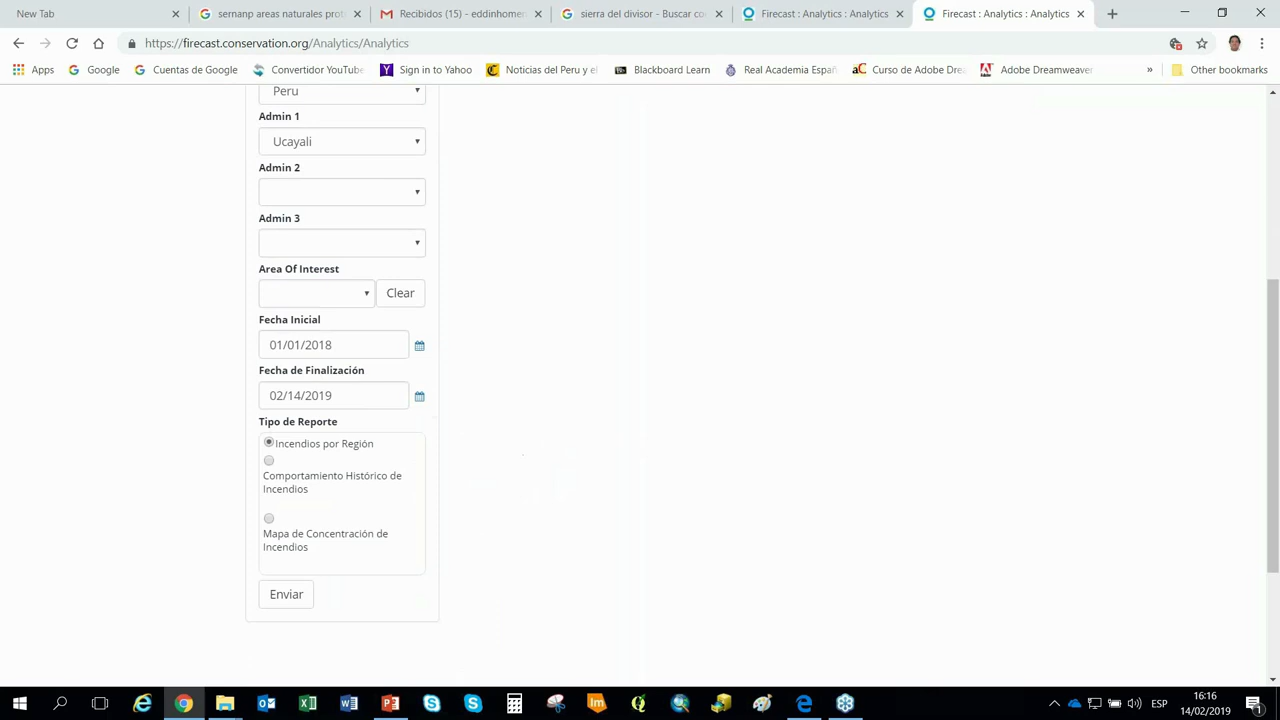 New Tab
semanp areas naturales prot
Recibidos (15) - eddinhomer
sierra del divisor - Buscar co
Firecast : Analytics : Analytics
Firecast : Analytics : Analytics
https://firecast.conservation.org/Analytics/Analytics
Apps
Google
Cuentas de Google
Convertidor YouTube
Sign in to Yahoo
Noticias del Peru y el
Blackboard Learn
Real Academia Españ
Curso de Adobe Drea
Adobe Dreamweaver
»
Other bookmarks
Peru
Admin 1
Ucayali
Admin 2
Admin 3
Area Of Interest
Clear
Fecha Inicial
01/01/2018
Fecha de Finalización
02/14/2019
Tipo de Reporte
Incendios por Región
Comportamiento Histórico de
Incendios
Mapa de Concentración de
Incendios
Enviar
ESP
16:16
14/02/2019